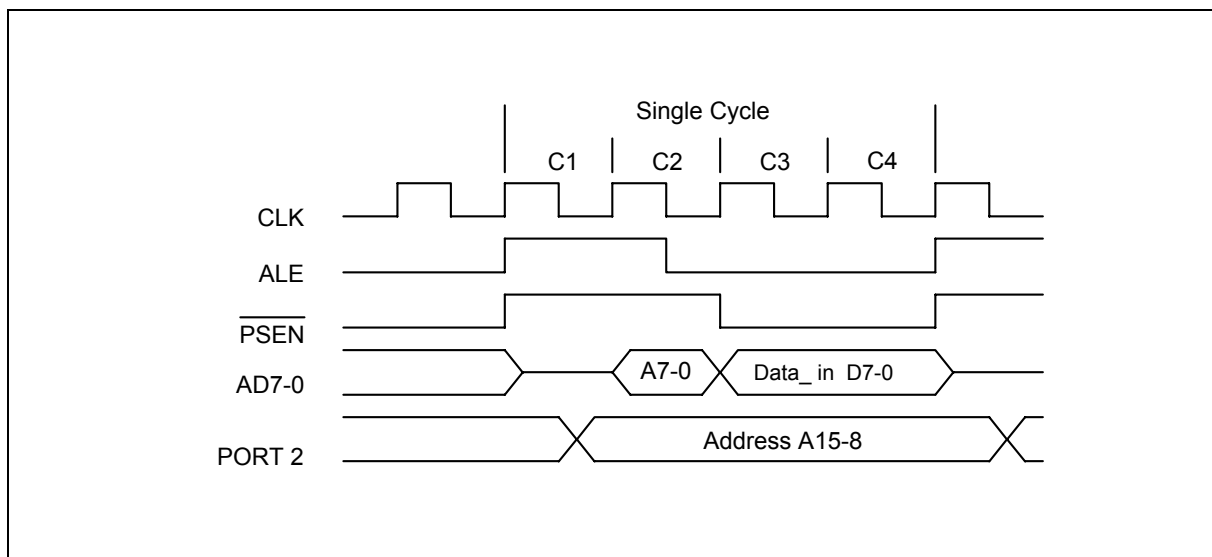 Single Cycle
C1 C2 C3 C4
CLK
ALE
PSEN
AD7-0 A7-0 Data_ in D7-0
PORT 2 Address A15-8